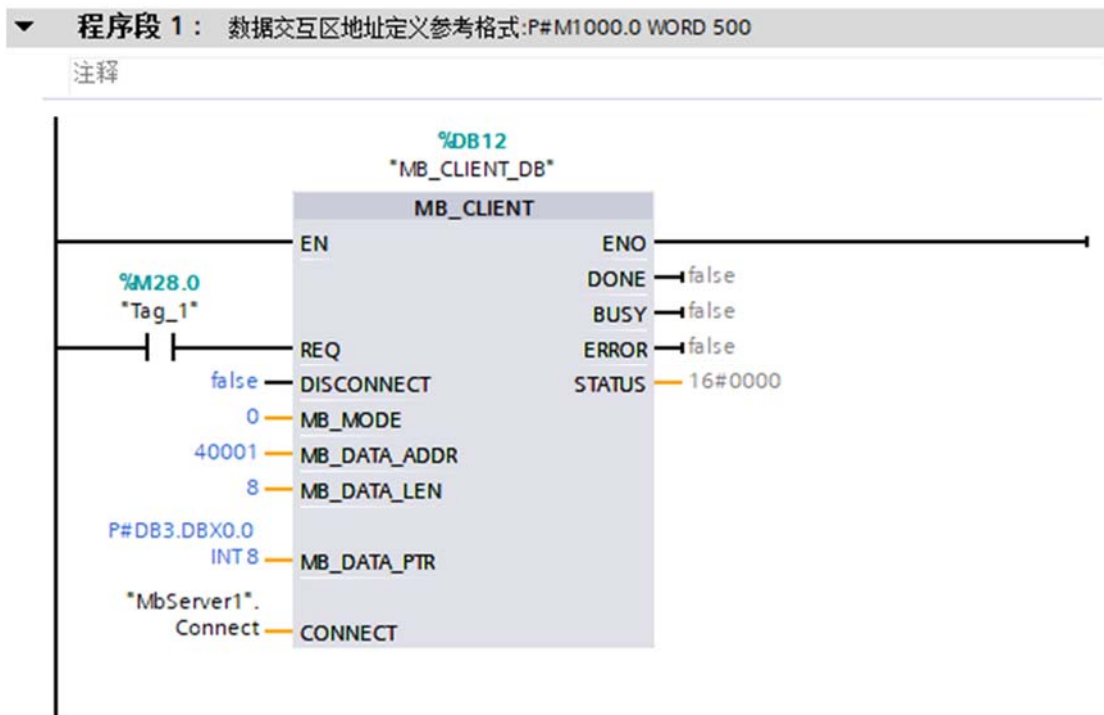 程序段 1： 数据交互区地址定义参考格式:P#M1000.0 WORD 500
注释
%DB12
"MB_CLIENT_DB"
MB_CLIENT
EN ENO
%M28.0
"Tag_1"
DONE false
BUSY false
REQ ERROR false
false DISCONNECT STATUS 16#0000
0 MB_MODE
40001 MB_DATA_ADDR
8 MB_DATA_LEN
P#DB3.DBX0.0
INT 8 MB_DATA_PTR
"MbServer1".
Connect CONNECT